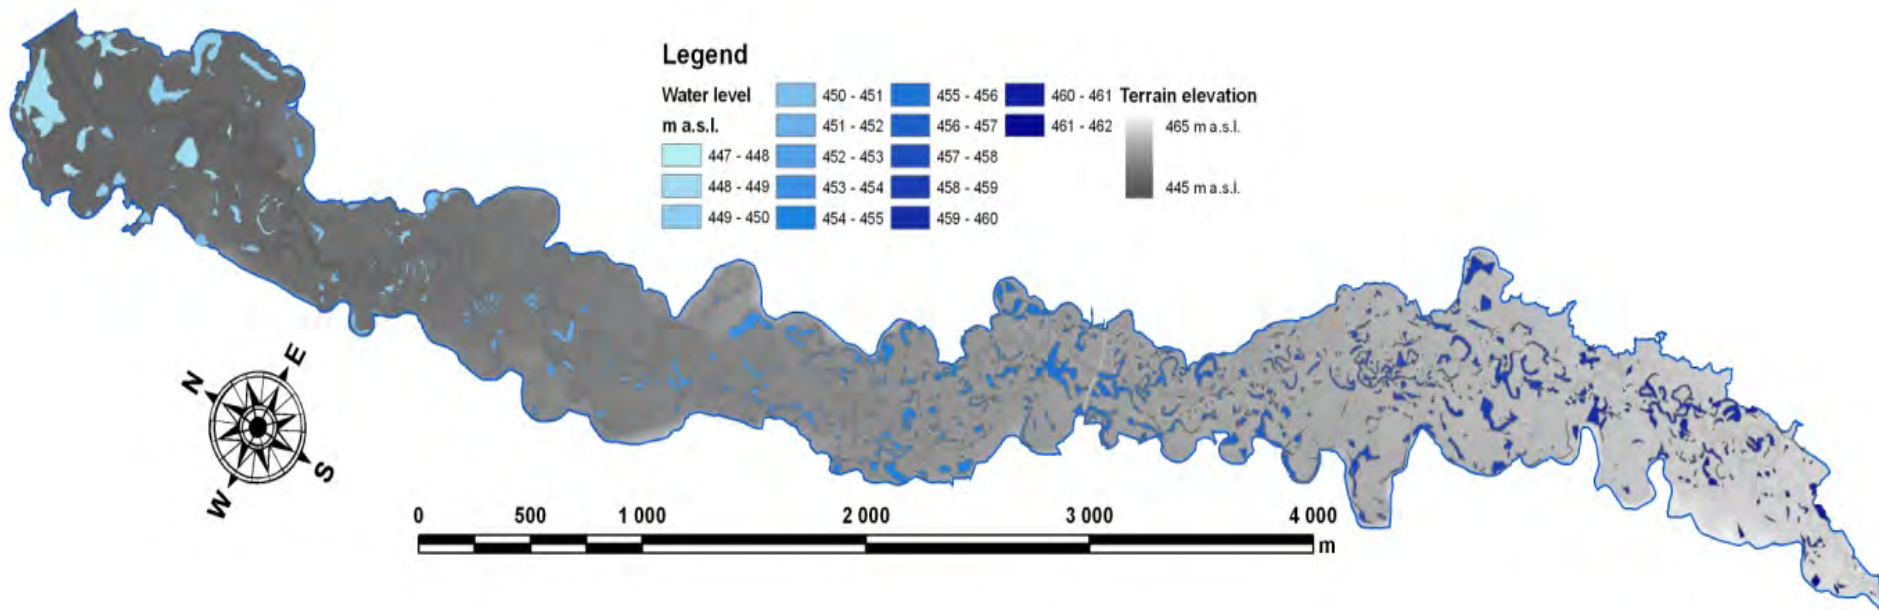 Legend
Water level
m a.s.l.
447 - 448
448 - 449
449 - 450
450 - 451
451 - 452
452 - 453
453 - 454
454 - 455
455 - 456
456 - 457
457 - 458
458 - 459
459 - 460
460 - 461
461 - 462
Terrain elevation
465 m a.s.l.
445 m a.s.l.
N
E
W
S
0 500 1 000 2 000 3 000 4 000
m